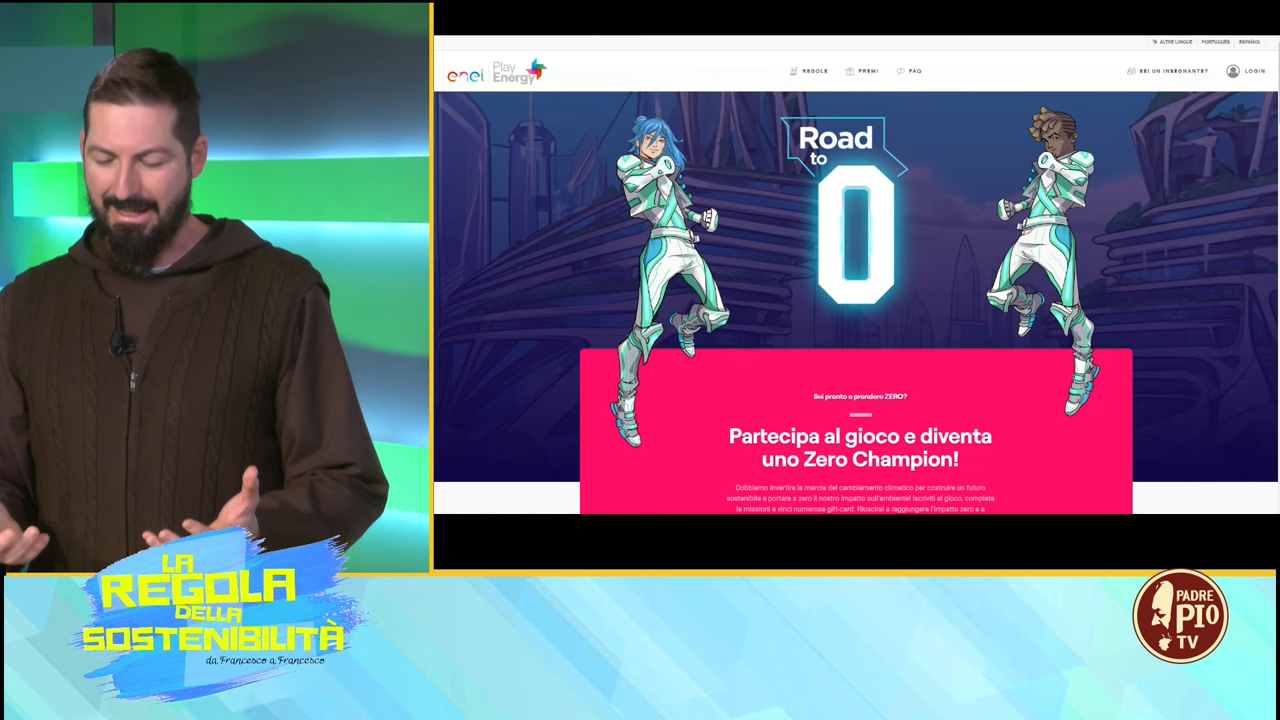 ALTRE LINGUE PORTUGUÊS ESPAÑOL
enel Play Energy
REGOLE PREMI FAQ
SEI UN INSEGNANTE? LOGIN
Road
to
0
Sei pronto a prendere ZERO?
Partecipa al gioco e diventa
uno Zero Champion!
Dobbiamo invertire la marcia del cambiamento climatico per costruire un futuro
sostenibile e portare a zero il nostro impatto sull'ambiente! Iscriviti al gioco, completa
le missioni e vinci numerose gift-card. Riuscirai a raggiungere l'impatto zero e a
LA
REGOLA
DELLA
SOSTENIBILITÀ
da Francesco a Francesco
PADRE
PIO
TV